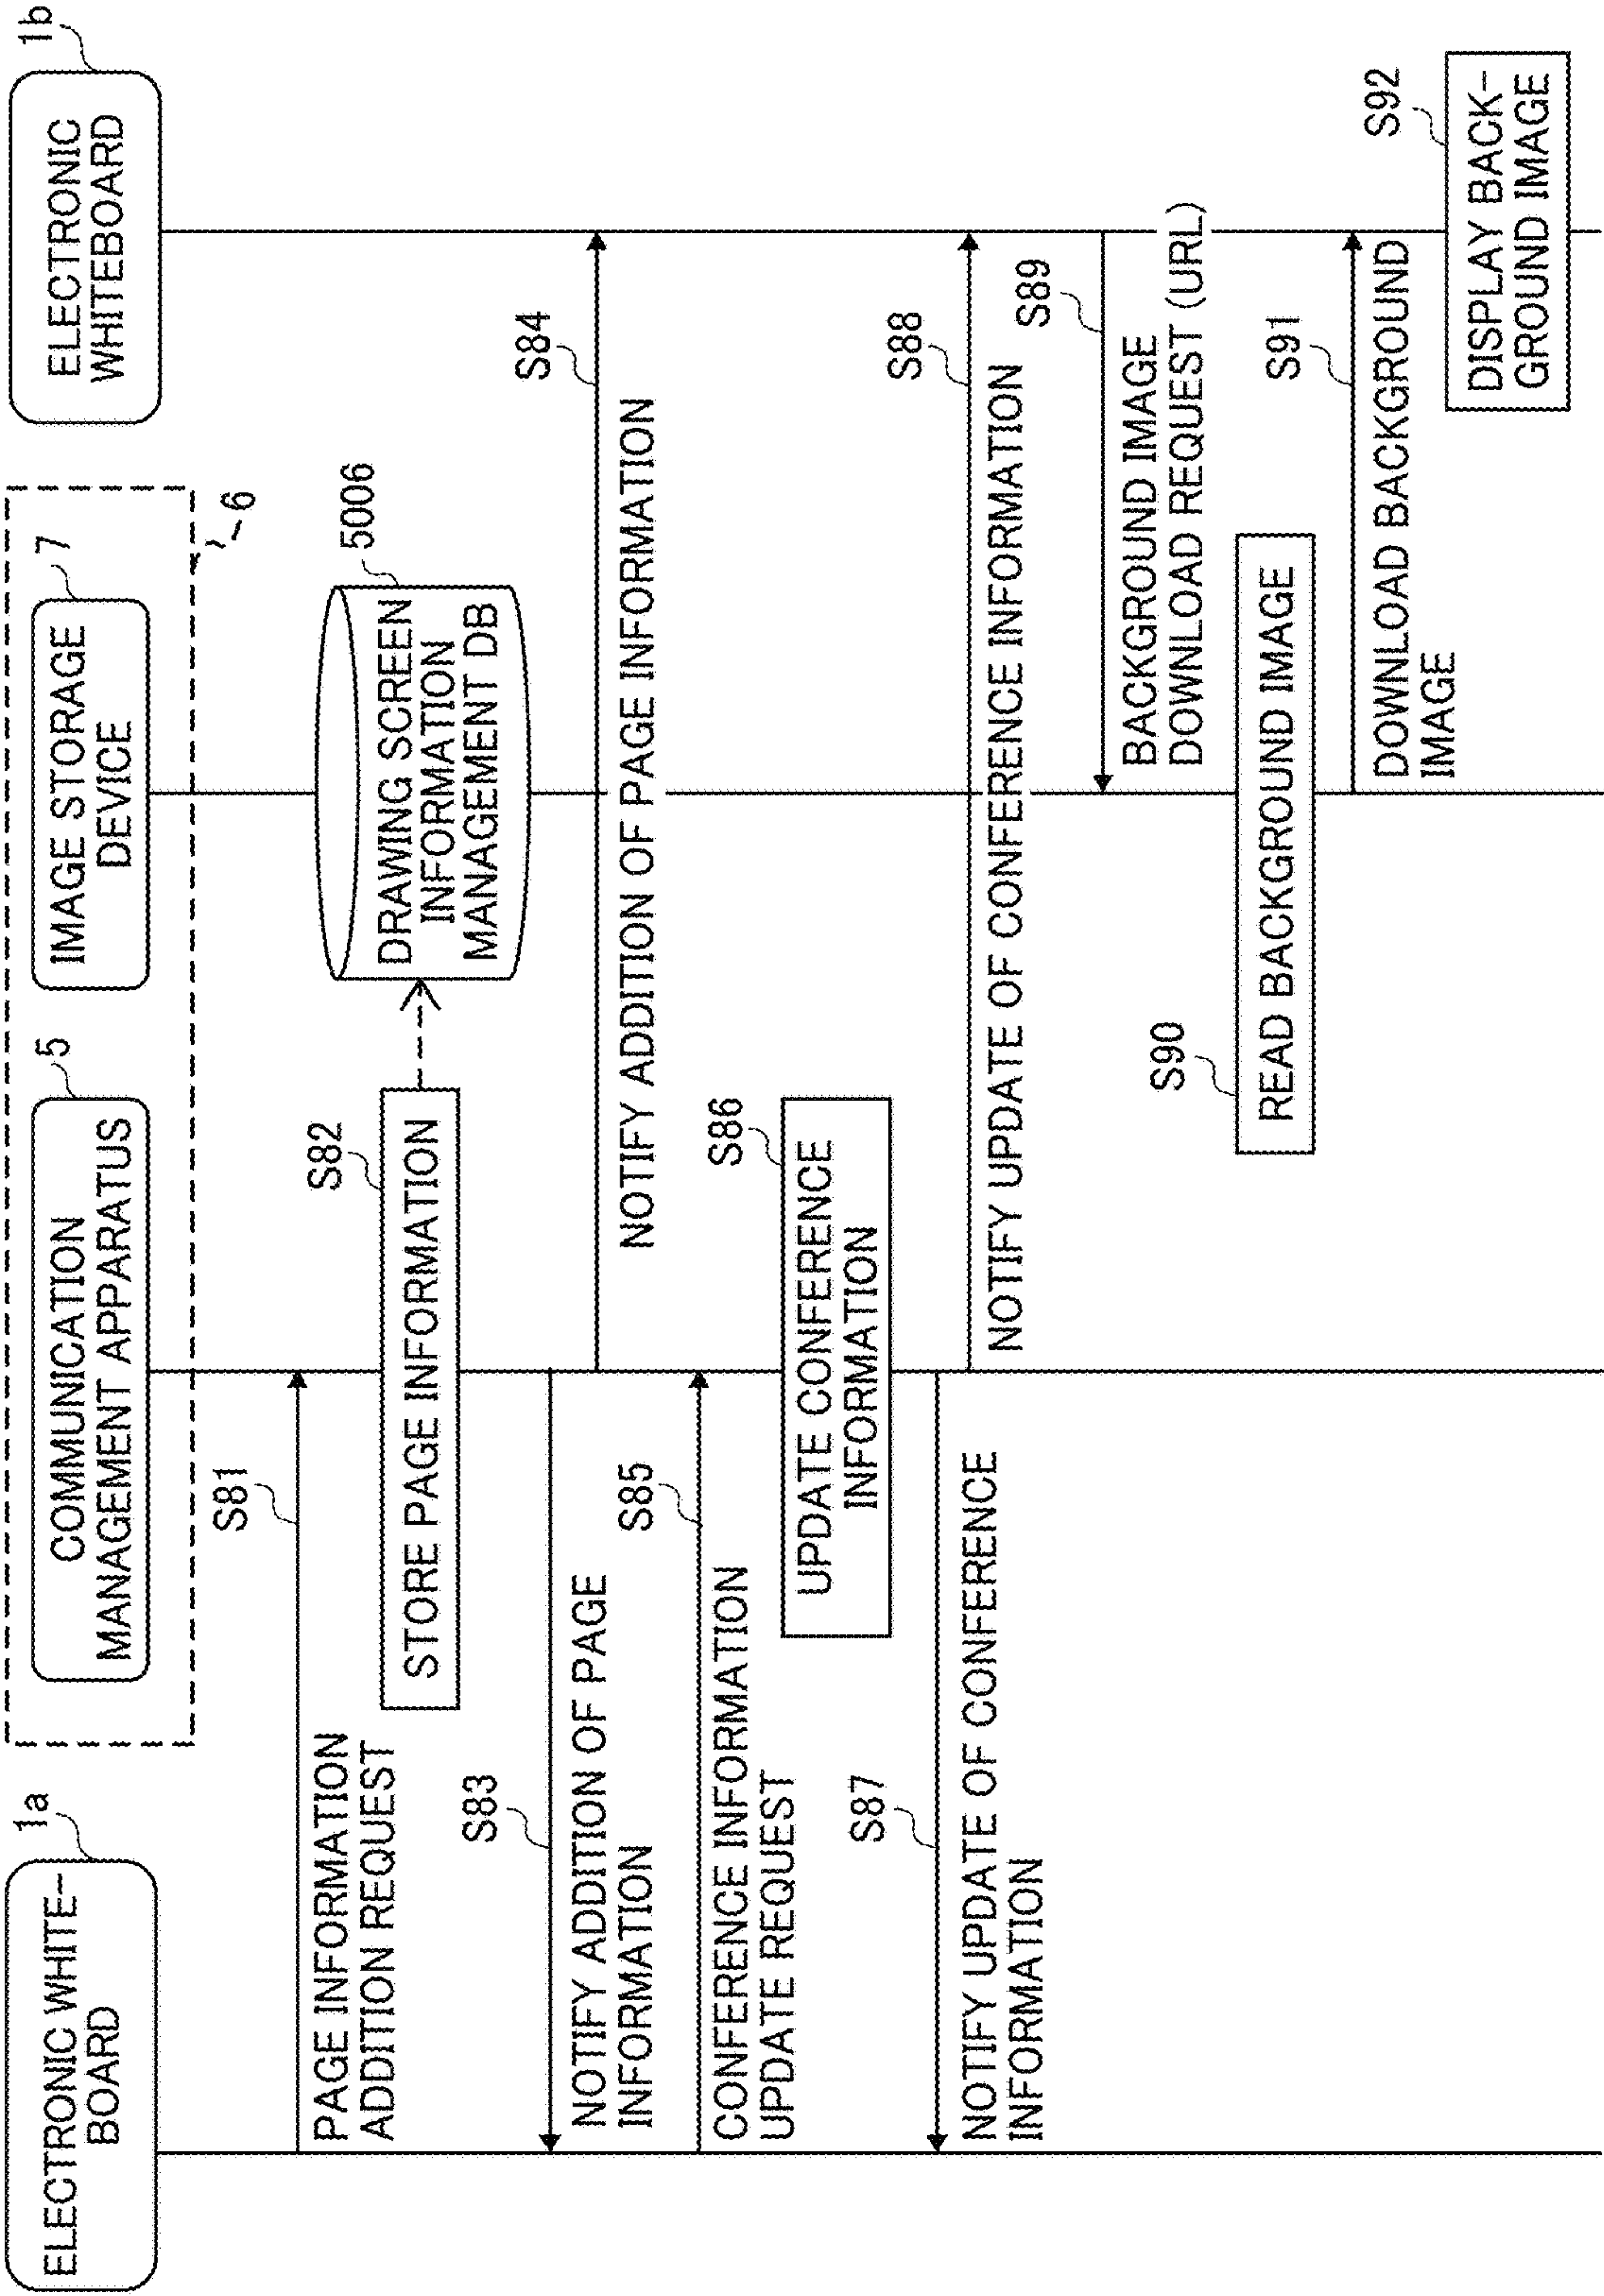 1a
ELECTRONIC WHITE-
BOARD
5
COMMUNICATION
MANAGEMENT APPARATUS
7
IMAGE STORAGE
DEVICE
6
1b
ELECTRONIC
WHITEBOARD
S81
PAGE INFORMATION
ADDITION REQUEST
S82
STORE PAGE INFORMATION
5006
DRAWING SCREEN
INFORMATION
MANAGEMENT DB
S83
NOTIFY ADDITION OF PAGE
INFORMATION
S84
NOTIFY ADDITION OF PAGE INFORMATION
S85
CONFERENCE INFORMATION
UPDATE REQUEST
S86
UPDATE CONFERENCE
INFORMATION
S87
NOTIFY UPDATE OF CONFERENCE
INFORMATION
S88
NOTIFY UPDATE OF CONFERENCE INFORMATION
S89
BACKGROUND IMAGE
DOWNLOAD REQUEST (URL)
S90
READ BACKGROUND IMAGE
S91
DOWNLOAD BACKGROUND
IMAGE
S92
DISPLAY BACK-
GROUND IMAGE